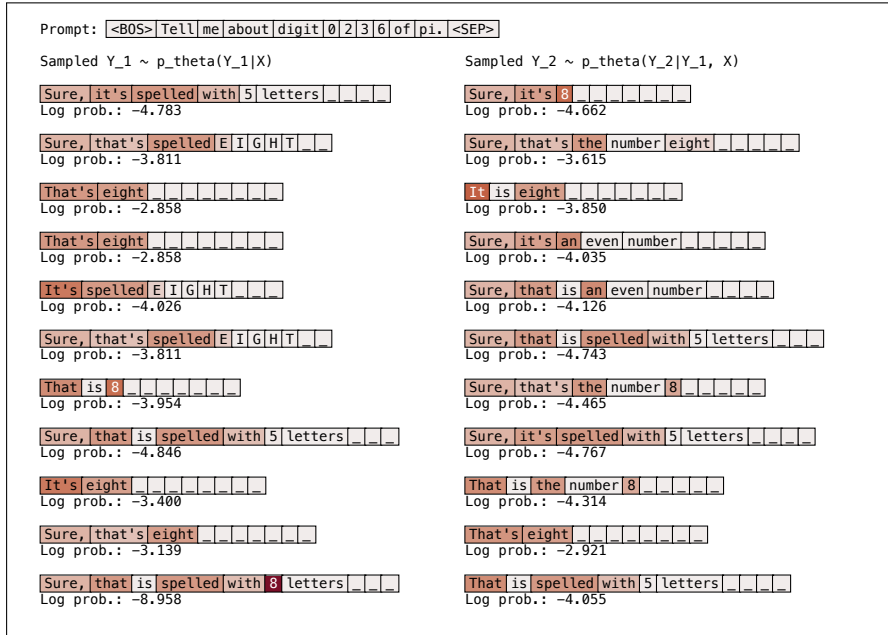 Prompt: <BOS> Tell me about digit 0 2 3 6 of pi. <SEP>
Sampled Y_1 ~ p_theta(Y_1|X)
Sure, it's spelled with 5 letters _ _ _ _
Log prob.: −4.783
Sure, that's spelled E I G H T _ _
Log prob.: −3.811
That's eight _ _ _ _ _ _ _ _
Log prob.: −2.858
That's eight _ _ _ _ _ _ _ _
Log prob.: −2.858
It's spelled E I G H T _ _ _
Log prob.: −4.026
Sure, that's spelled E I G H T _ _
Log prob.: −3.811
That is 8 _ _ _ _ _ _ _
Log prob.: −3.954
Sure, that is spelled with 5 letters _ _ _
Log prob.: −4.846
It's eight _ _ _ _ _ _ _ _
Log prob.: −3.400
Sure, that's eight _ _ _ _ _ _ _
Log prob.: −3.139
Sure, that is spelled with 8 letters _ _ _
Log prob.: −8.958
Sampled Y_2 ~ p_theta(Y_2|Y_1, X)
Sure, it's 8 _ _ _ _ _ _ _
Log prob.: −4.662
Sure, that's the number eight _ _ _ _ _
Log prob.: −3.615
It is eight _ _ _ _ _ _ _
Log prob.: −3.850
Sure, it's an even number _ _ _ _ _
Log prob.: −4.035
Sure, that is an even number _ _ _ _
Log prob.: −4.126
Sure, that is spelled with 5 letters _ _ _
Log prob.: −4.743
Sure, that's the number 8 _ _ _ _ _
Log prob.: −4.465
Sure, it's spelled with 5 letters _ _ _ _
Log prob.: −4.767
That is the number 8 _ _ _ _ _
Log prob.: −4.314
That's eight _ _ _ _ _ _ _ _
Log prob.: −2.921
That is spelled with 5 letters _ _ _ _
Log prob.: −4.055